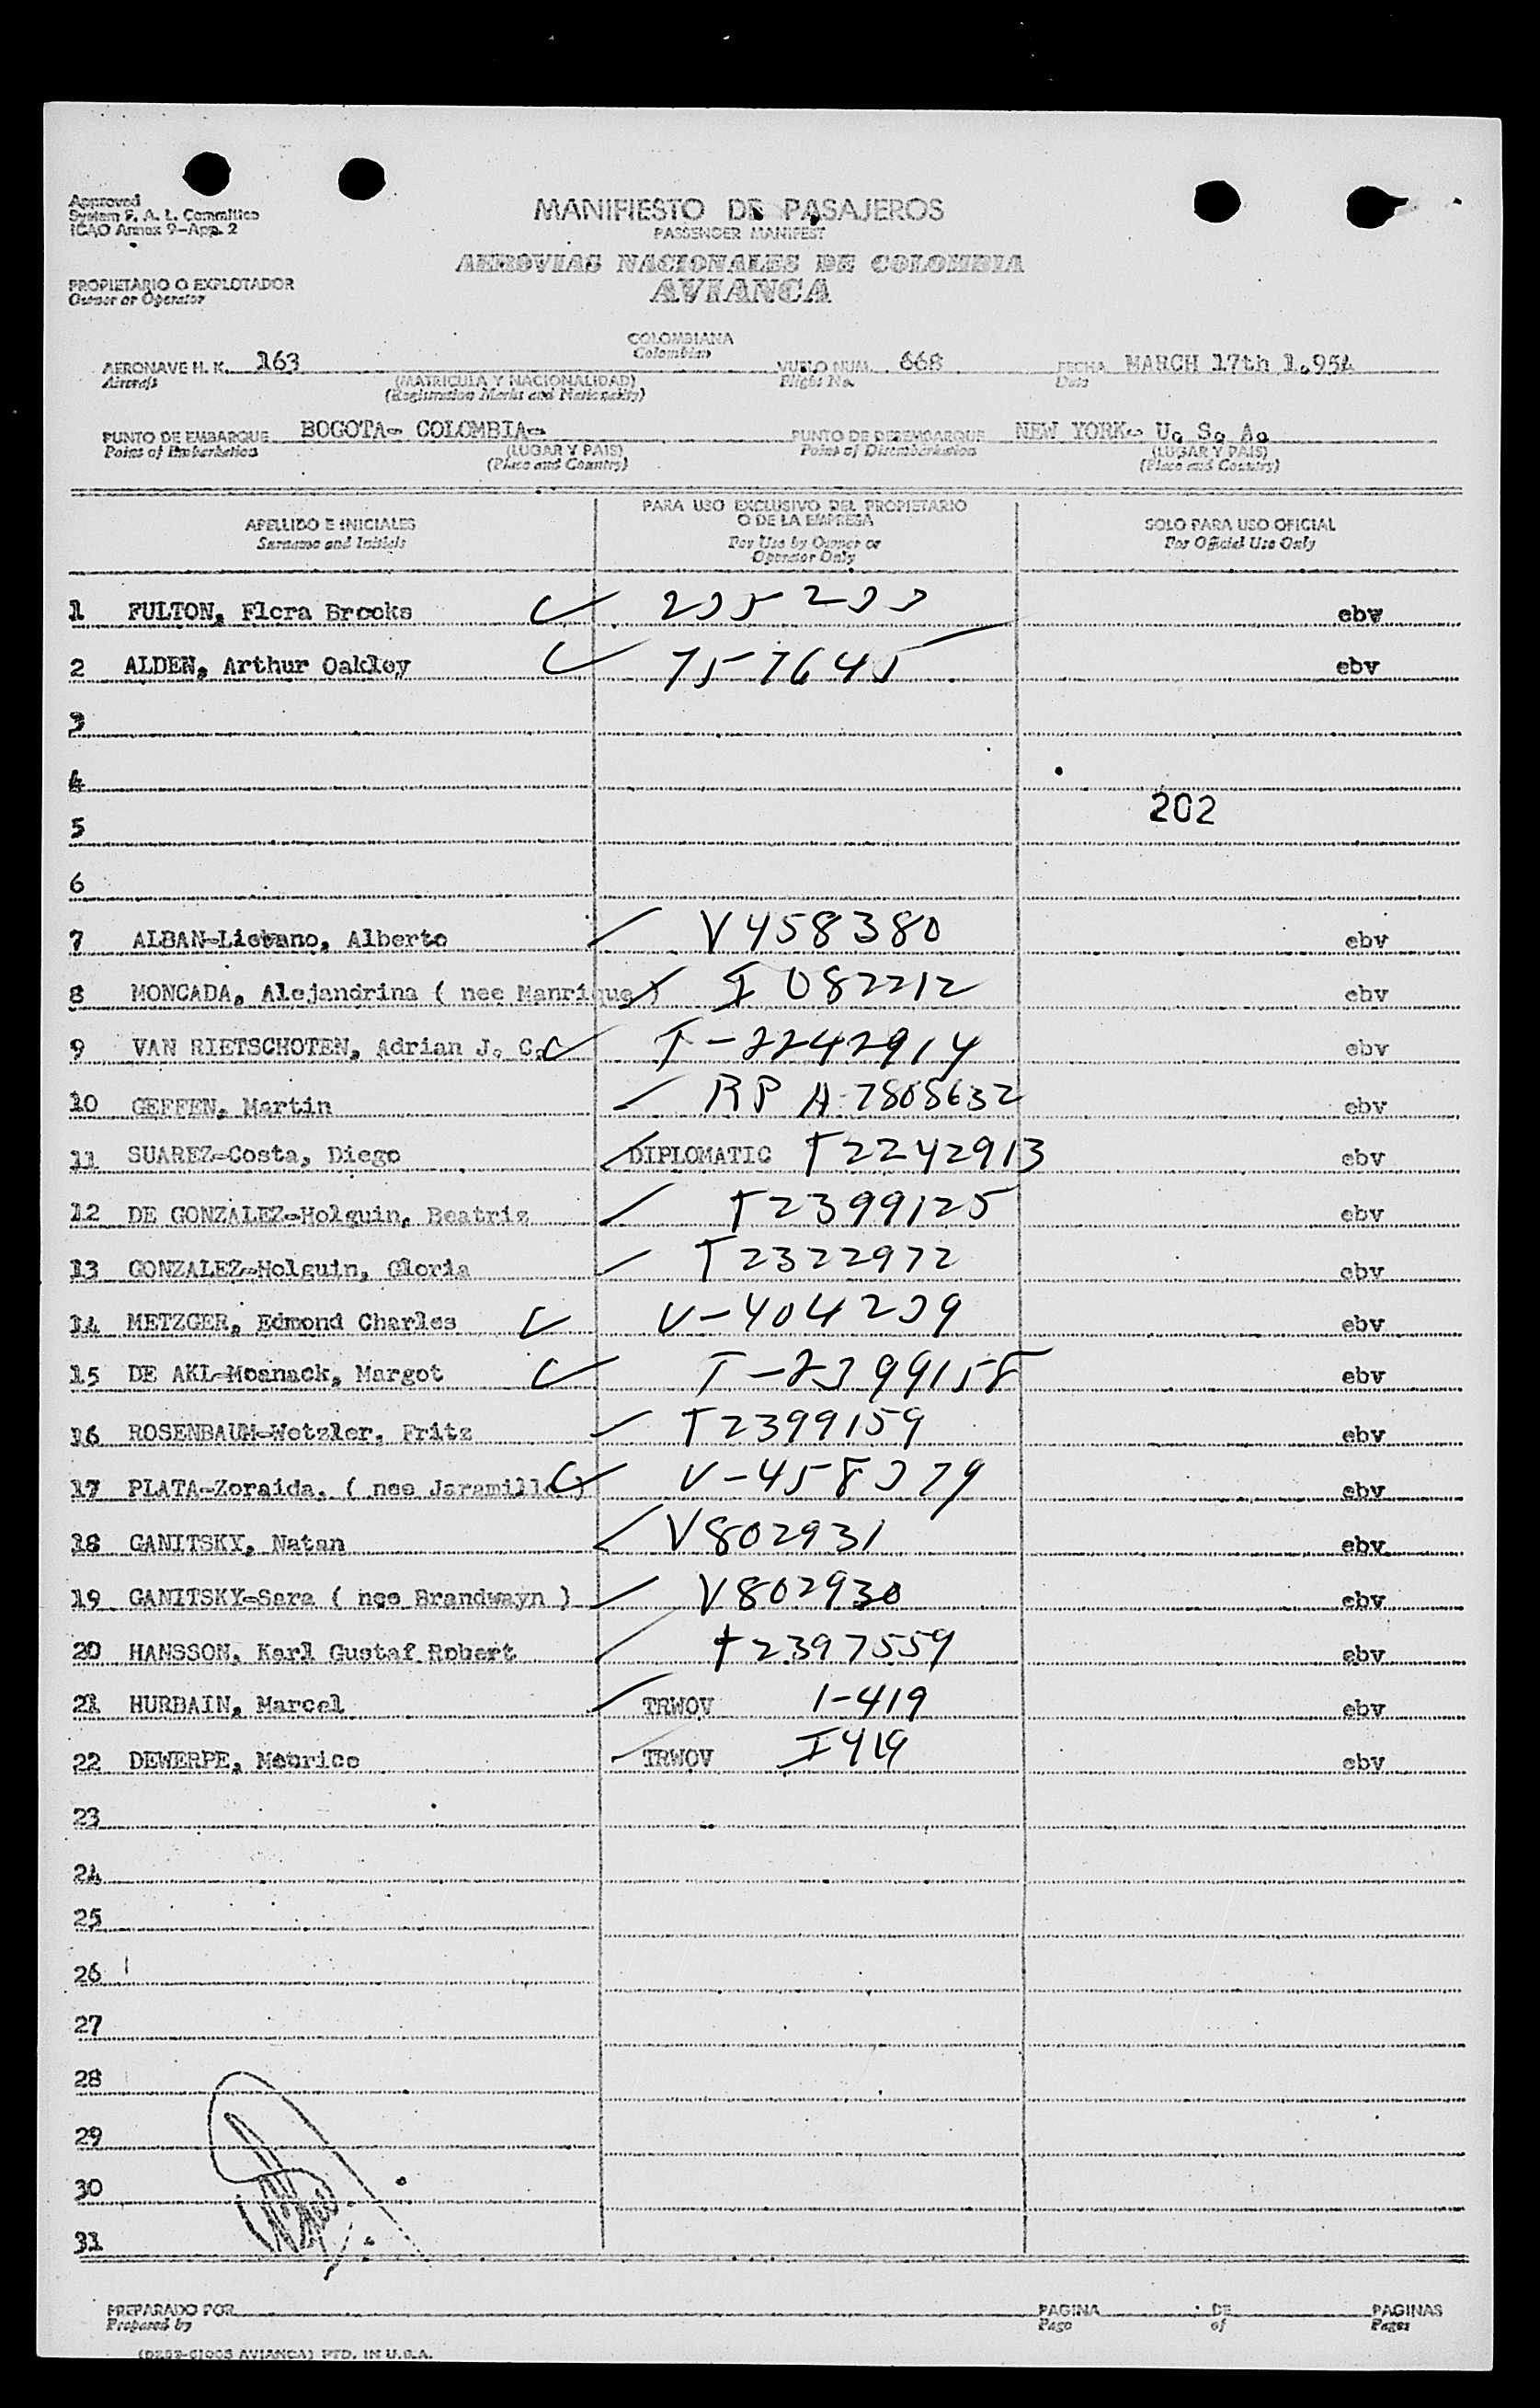 Approved
System F. A. L. Committee
ICAO Annex 9-App. 2
MANIFIESTO DE PASAJEROS
PASSENGER MANIFEST
AEROVIAS NACIONALES DE COLOMBIA
AVIANCA
PROPIETARIO O EXPLOTADOR
Owner or Operator
COLOMBIANA
Colombian
AERONAVE H. K. 163 VUELO NUM. 668 FECHA MARCH 17th 1.954
Aircraft (MATRICULA Y NACIONALIDAD) Flight No. Date
(Registration Marks and Nationality)
PUNTO DE EMBARQUE BOGOTA- COLOMBIA- PUNTO DE DESEMBARQUE NEW YORK- U. S. A.
Point of Embarkation (LUGAR Y PAIS) Point of Disembarkation (LUGAR Y PAIS)
(Place and Country) (Place and Country)
APELLIDO E INICIALES PARA USO EXCLUSIVO DEL PROPIETARIO O DE LA EMPRESA SOLO PARA USO OFICIAL
Surname and Initials For Use by Owner or Operator Only For Official Use Only
1 FULTON, Flora Brooks 235233 ebv
2 ALDEN, Arthur Oakley 757645 ebv
3
4
5 202
6
7 ALBAN-Lievano, Alberto V458380 ebv
8 MONCADA, Alejandrina ( nee Manrique ) I 082212 ebv
9 VAN RIETSCHOTEN, Adrian J. C. T-2242914 ebv
10 GEFFEN, Martin RP A-7808632 ebv
11 SUAREZ-Costa, Diego DIPLOMATIC T2242913 ebv
12 DE GONZALEZ-Holguin, Beatriz T2399125 ebv
13 GONZALEZ-Holguin, Gloria T2322972 ebv
14 METZGER, Edmond Charles V-404239 ebv
15 DE AKL-Mosnack, Margot T-2399158 ebv
16 ROSENBAUM-Wetzler, Fritz T2399159 ebv
17 PLATA-Zoraida, ( nee Jaramillo ) V-458379 ebv
18 GANITSKY, Natan V802931 ebv
19 GANITSKY-Sara ( nee Brandwayn ) V802930 ebv
20 HANSSON, Karl Gustaf Robert T2397559 ebv
21 HURBAIN, Marcel TRWOV 1-419 ebv
22 DEWERPE, Maurice TRWOV I419 ebv
23
24
25
26
27
28
29
30
31
PREPARADO POR PAGINA DE PAGINAS
Prepared by Page of Pages
AVIANCA) PTD. IN U.S.A.